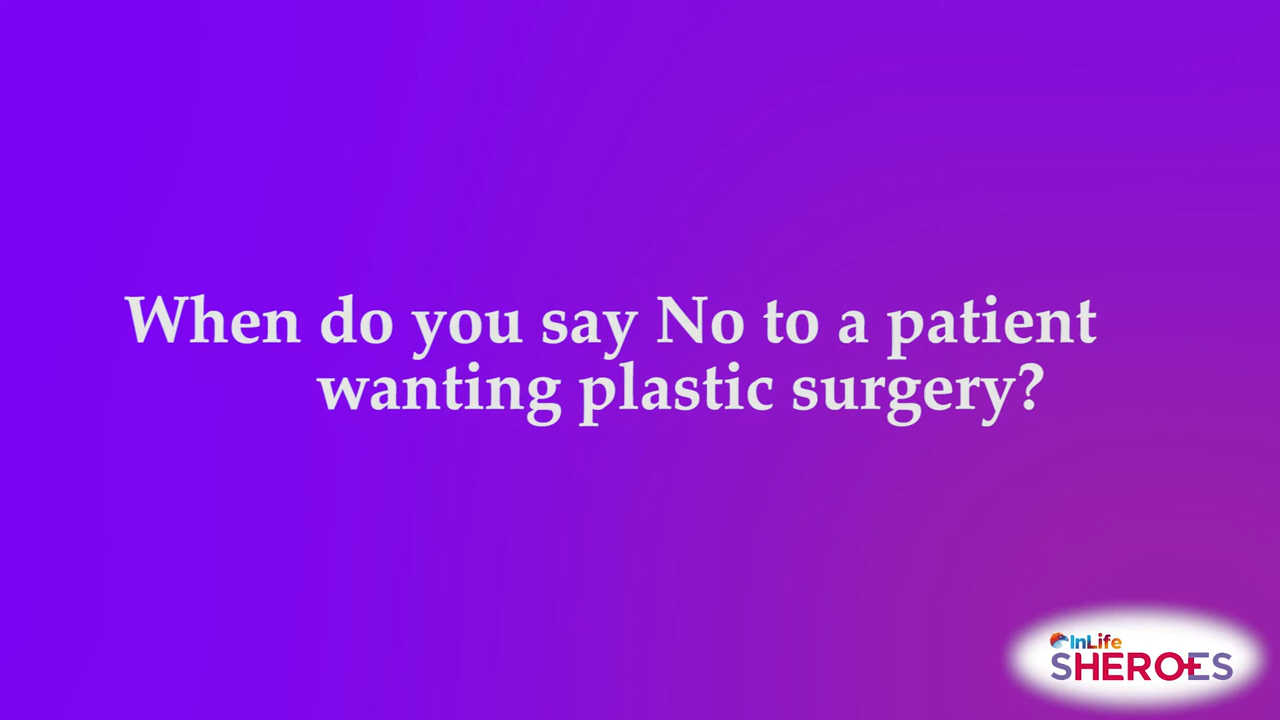 When do you say No to a patient
wanting plastic surgery?
InLife
SHEROES